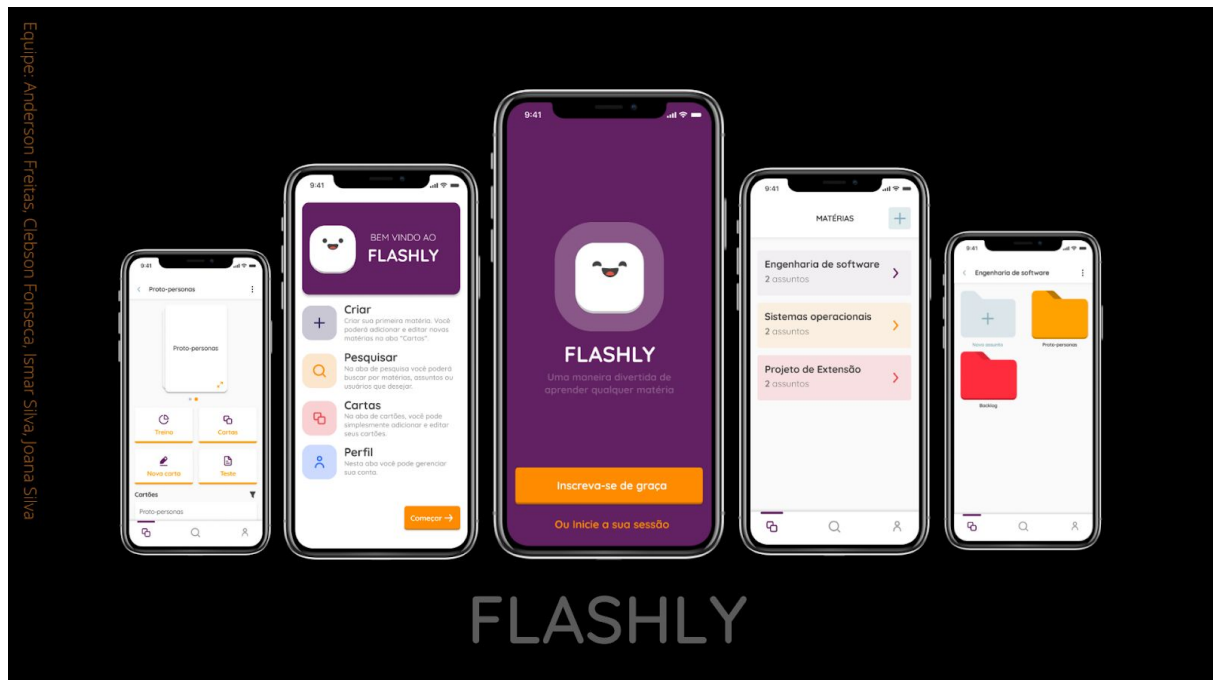 Equipe: Anderson Freitas, Clebson Fonseca, Ismar Silva, Joana Silva
9:41
Proto-personas
Proto-personas
Treino
Cartas
Nova carta
Teste
Cartões
Proto-personas
9:41
BEM VINDO AO
FLASHLY
Criar
Criar sua primeira matéria. Você
poderá adicionar e editar novas
matérias na aba "Cartas".
Pesquisar
Na aba de pesquisa você poderá
buscar por matérias, assuntos ou
usuários que desejar.
Cartas
Na aba de cartões, você pode
simplesmente adicionar e editar
seus cartões.
Perfil
Nesta aba você pode gerenciar
sua conta.
Começar →
9:41
FLASHLY
Uma maneira divertida de
aprender qualquer matéria
Inscreva-se de graça
Ou Inicie a sua sessão
9:41
MATÉRIAS
Engenharia de software
2 assuntos
Sistemas operacionais
2 assuntos
Projeto de Extensão
2 assuntos
9:41
Engenharia de software
Novo assunto
Proto-personas
Backlog
FLASHLY